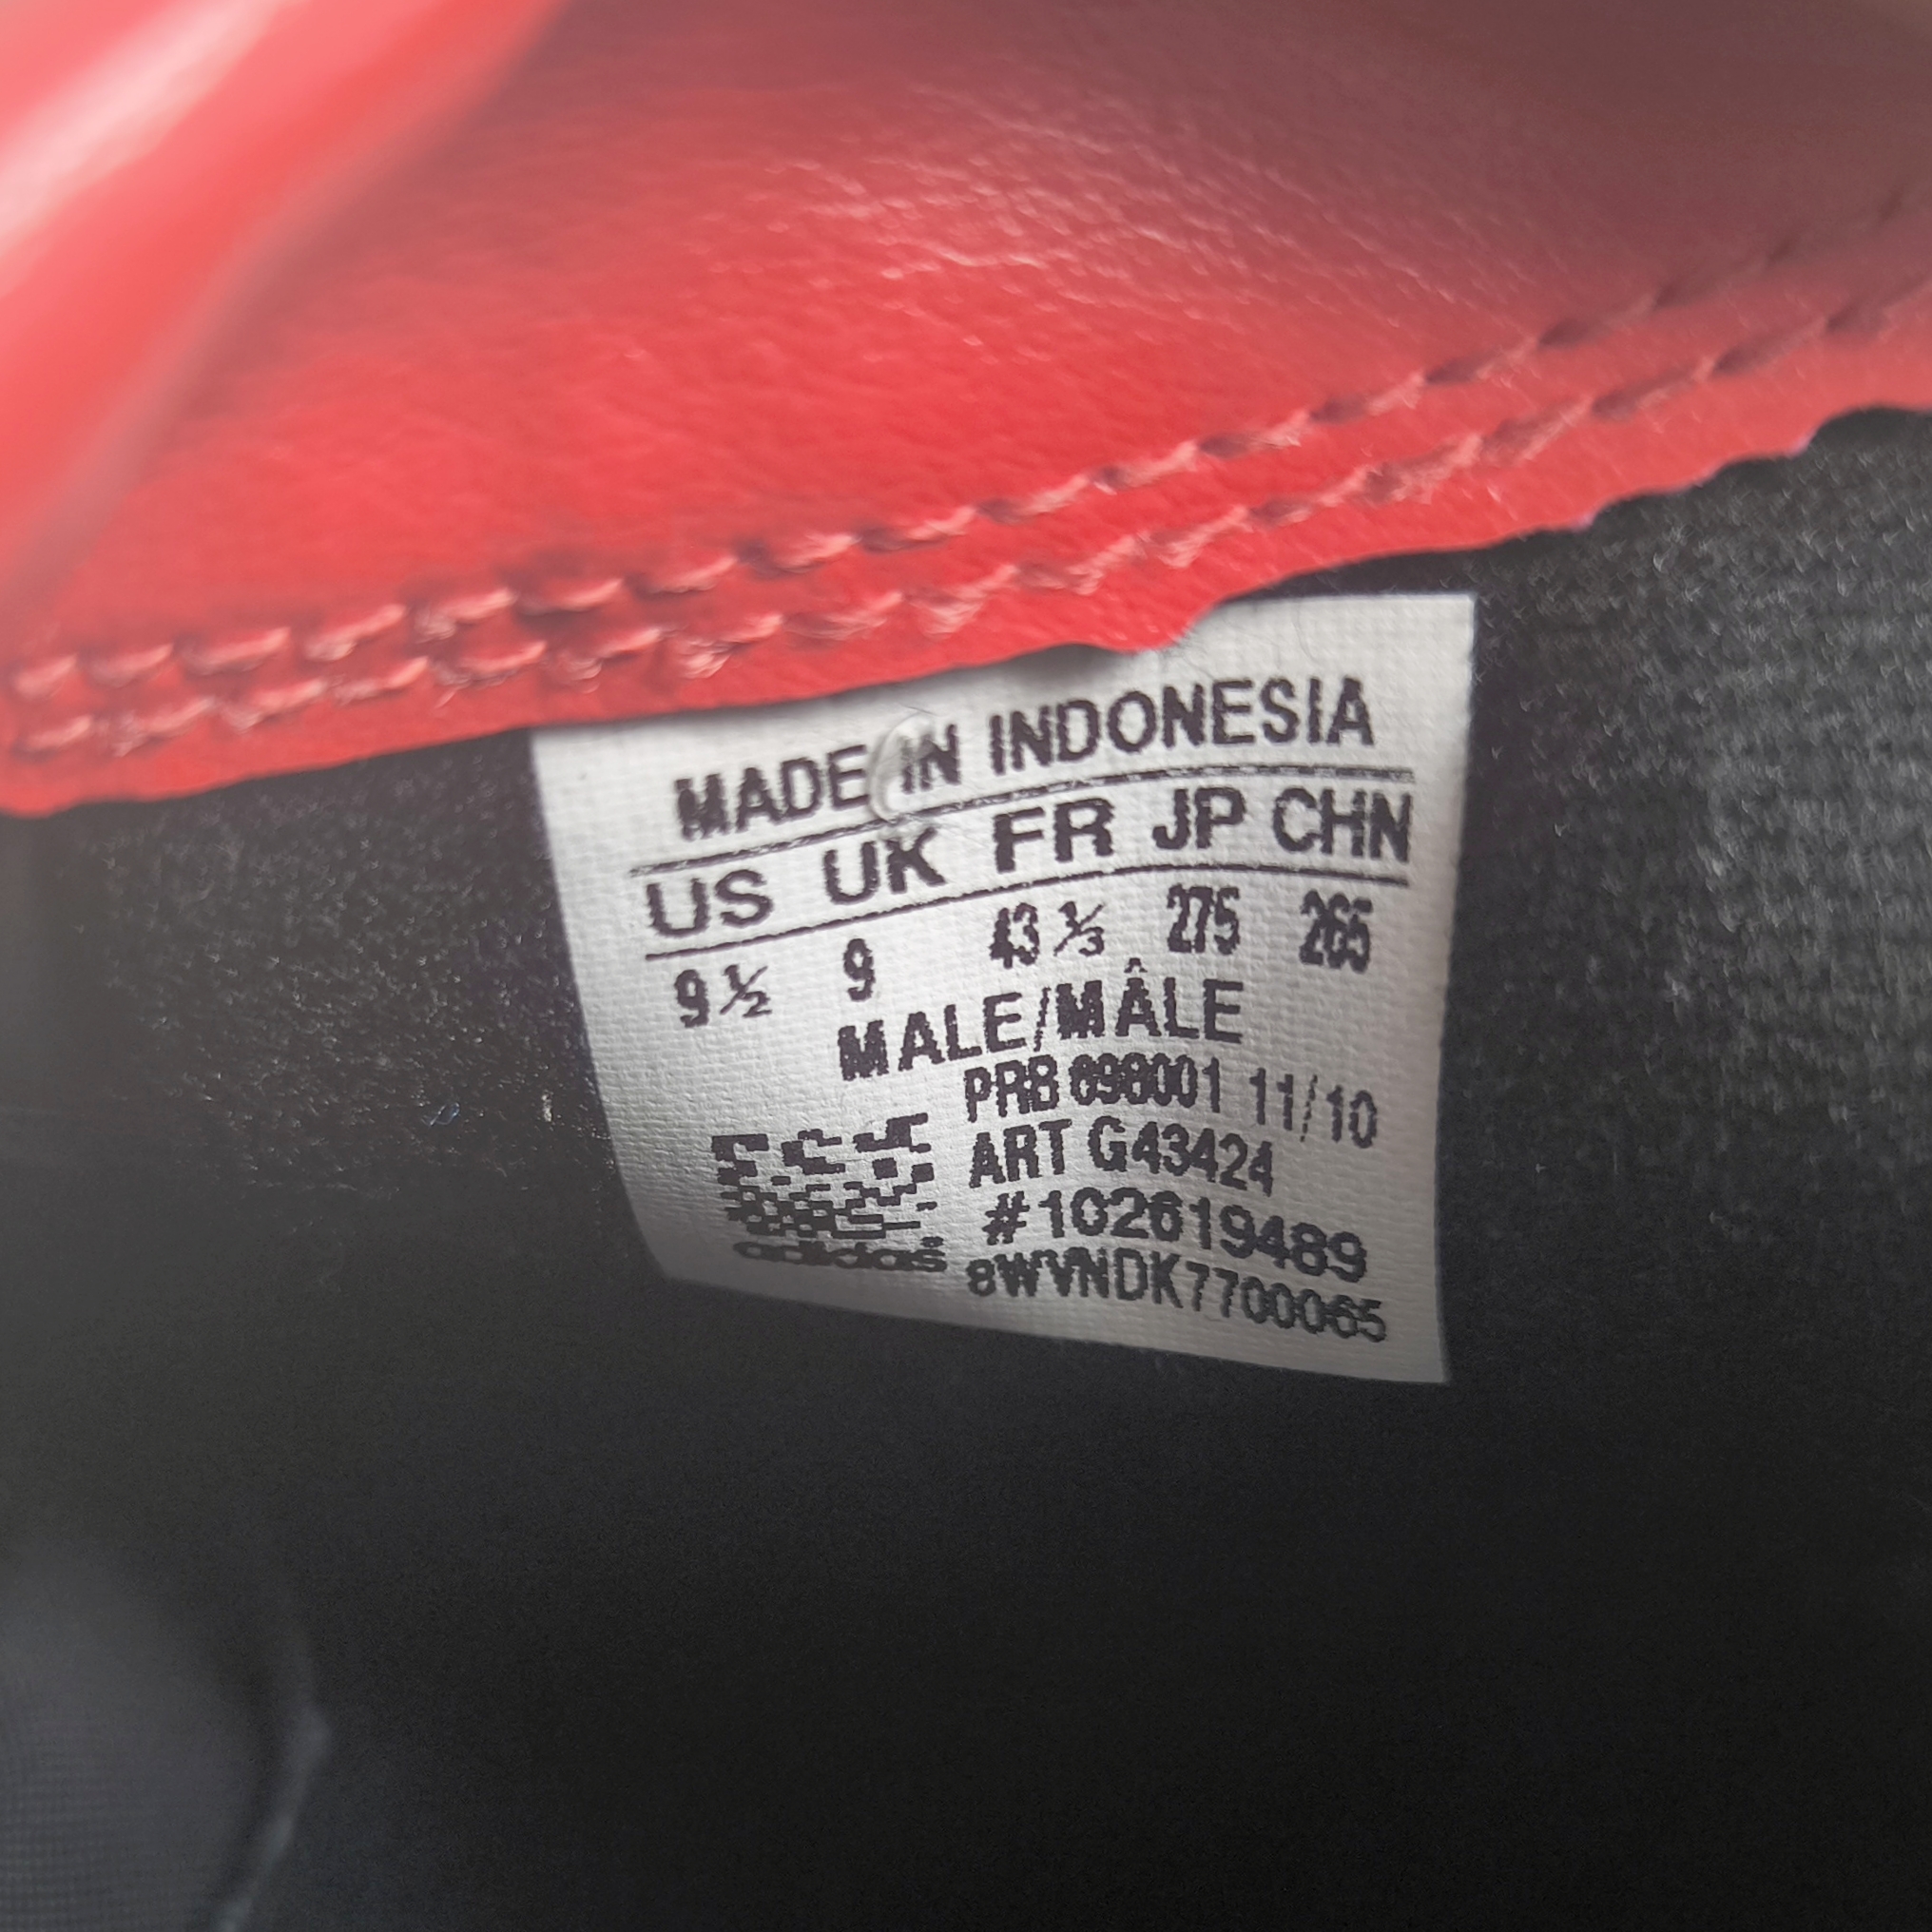 MADE IN INDONESIA
US UK FR JP CHN
9 ½ 9 43 ⅓ 275 265
MALE/MÂLE
PRB 698001 11/10
ART G43424
#102619489
adidas 8WVNDK7700065